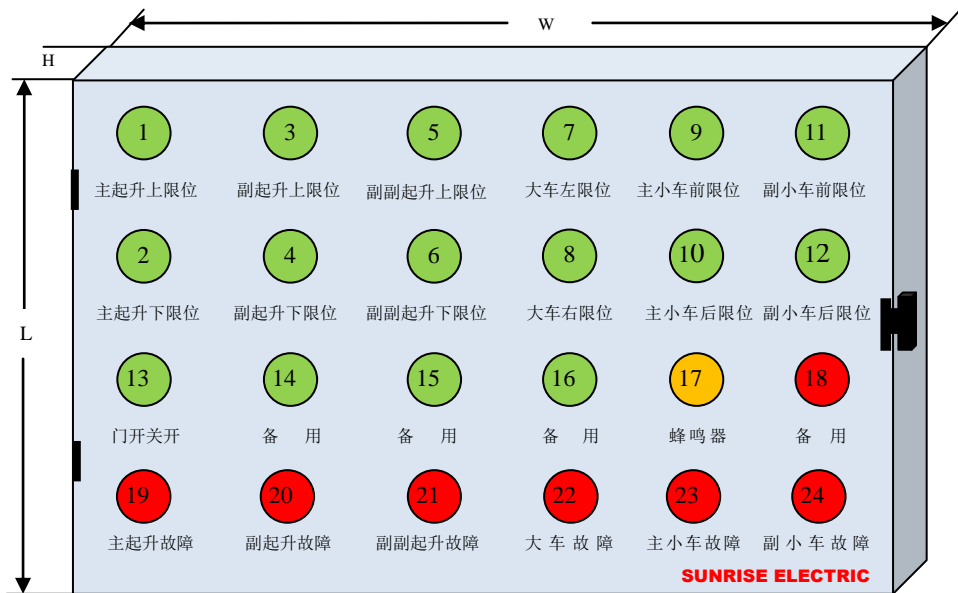 W
H
1 3 5 7 9 11
主起升上限位 副起升上限位 副副起升上限位 大车左限位 主小车前限位 副小车前限位
2 4 6 8 10 12
主起升下限位 副起升下限位 副副起升下限位 大车右限位 主小车后限位 副小车后限位
L
13 14 15 16 17 18
门开关开 备 用 备 用 备 用 蜂鸣器 备 用
19 20 21 22 23 24
主起升故障 副起升故障 副副起升故障 大车故障 主小车故障 副小车故障
SUNRISE ELECTRIC